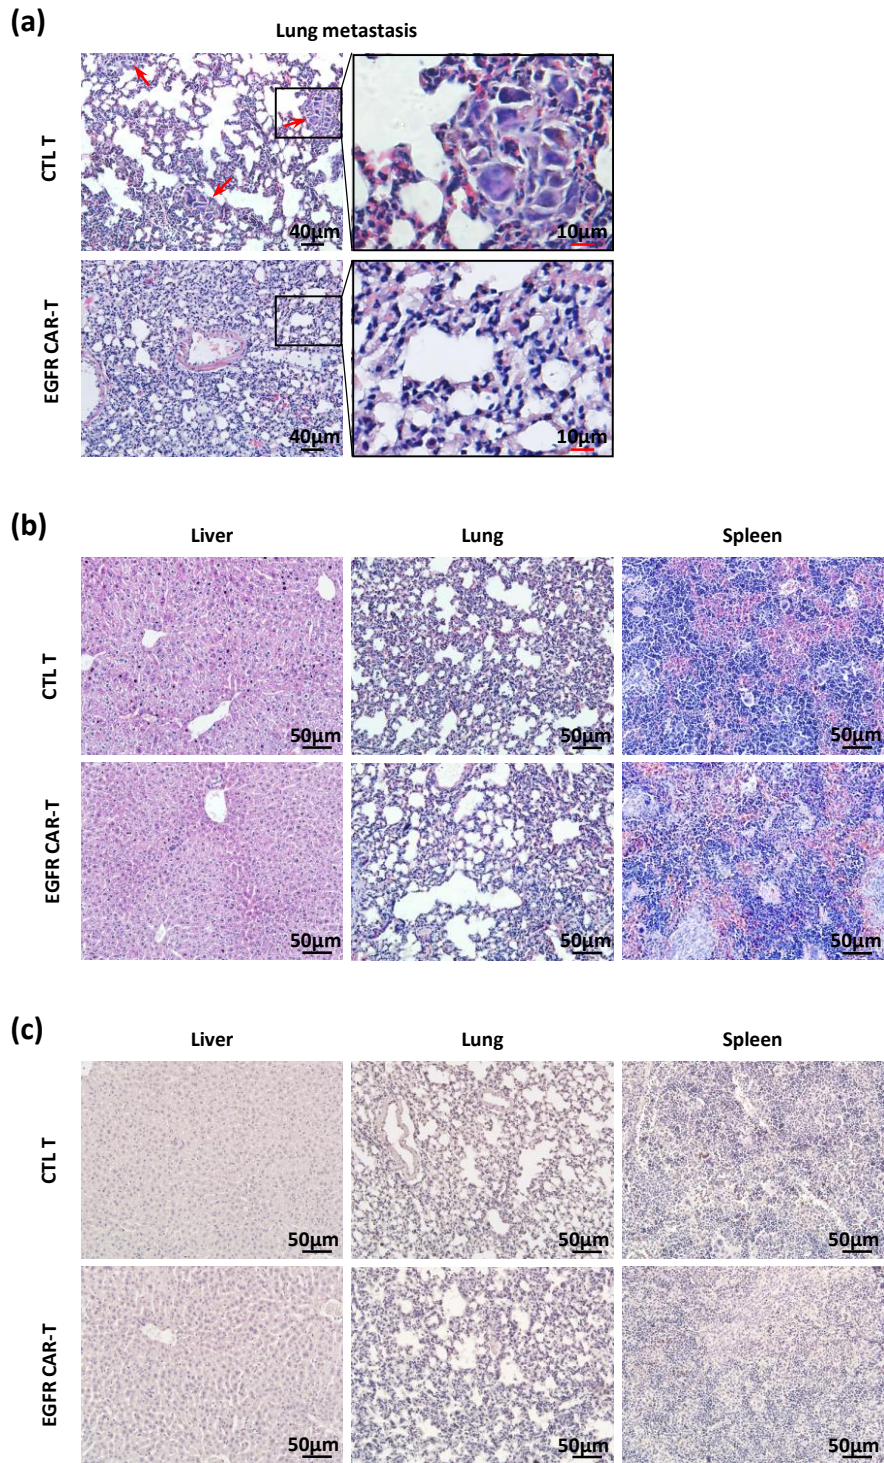 (a)
Lung metastasis
CTL T
40μm
10μm
EGFR CAR-T
40μm
10μm
(b)
Liver
Lung
Spleen
CTL T
50μm
50μm
50μm
EGFR CAR-T
50μm
50μm
50μm
(c)
Liver
Lung
Spleen
CTL T
50μm
50μm
50μm
EGFR CAR-T
50μm
50μm
50μm